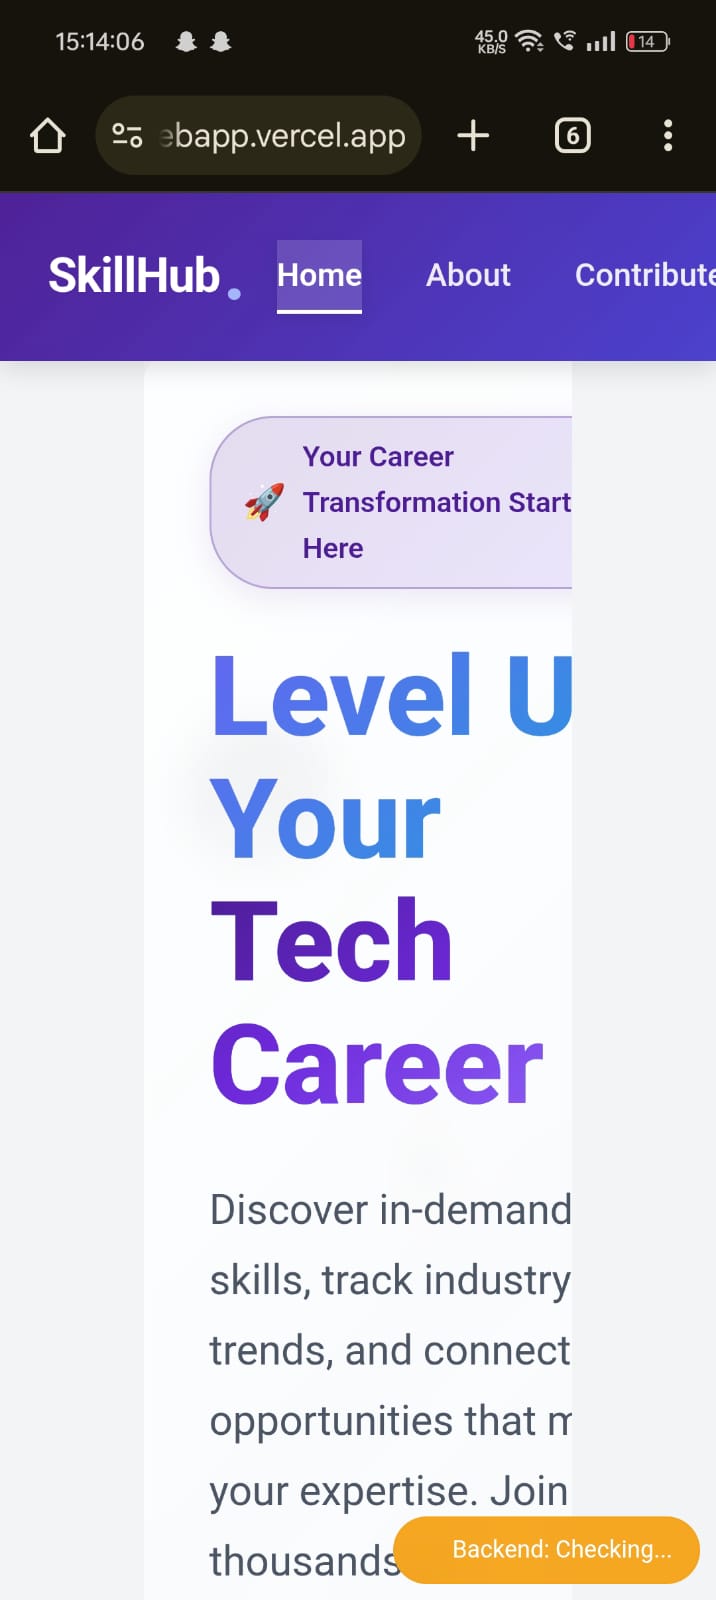 15:14:06
45.0
KB/S
14
ebapp.vercel.app
6
SkillHub.
Home
About
Contribute
Your Career
Transformation Start
Here
Level U
Your
Tech
Career
Discover in-demand
skills, track industry
trends, and connect
opportunities that m
your expertise. Join
thousands
Backend: Checking...